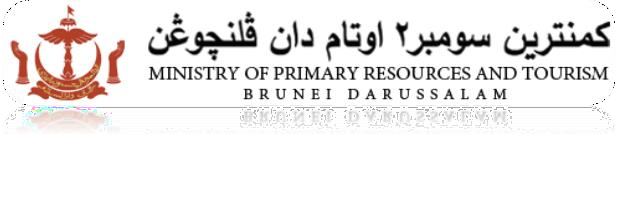 كمنترين سومبر٢ اوتام دان ڤلنچوڠن
MINISTRY OF PRIMARY RESOURCES AND TOURISM
BRUNEI DARUSSALAM